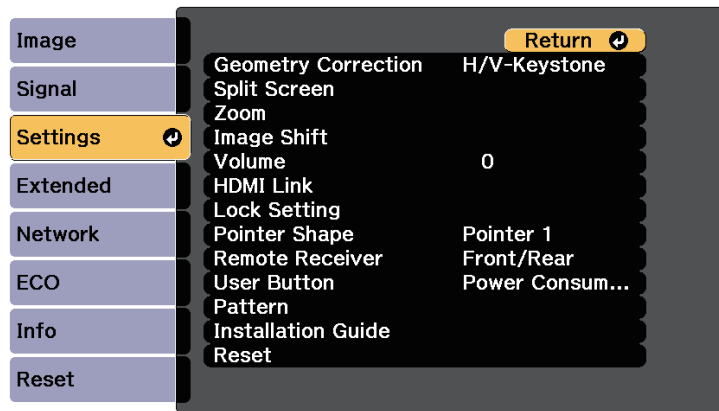 Image
Signal
Settings
Extended
Network
ECO
Info
Reset
Return
Geometry Correction H/V-Keystone
Split Screen
Zoom
Image Shift
Volume 0
HDMI Link
Lock Setting
Pointer Shape Pointer 1
Remote Receiver Front/Rear
User Button Power Consum...
Pattern
Installation Guide
Reset